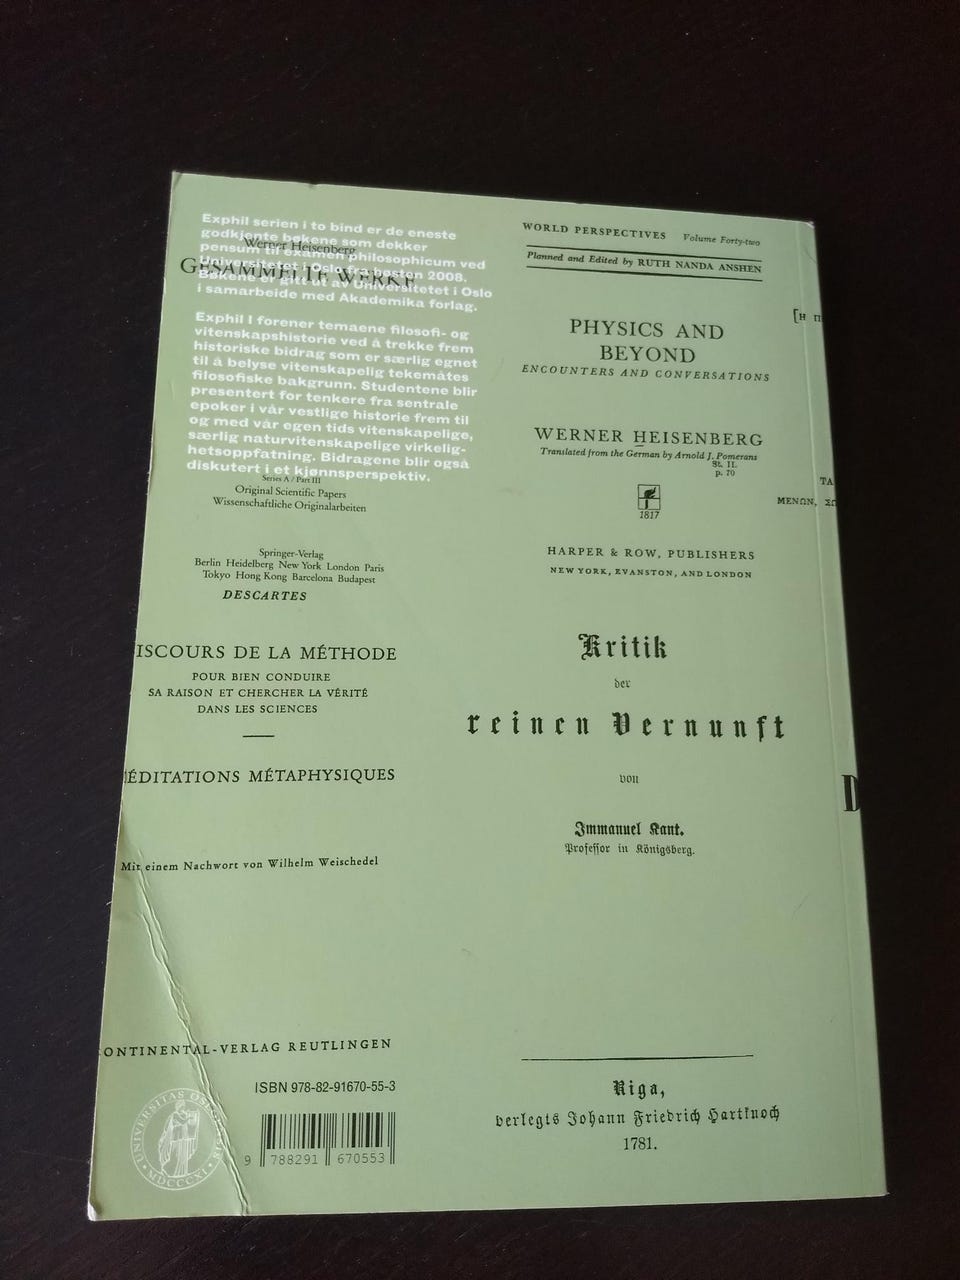 Exphil serien i to bind er de eneste
godkjente bøkene som dekker
pensum til examen philosophicum ved
Universitetet i Oslo fra høsten 2008.
Bøkene er gitt ut av Universitetet i Oslo
i samarbeide med Akademika forlag.
Exphil I forener temaene filosofi- og
vitenskapshistorie ved å trekke frem
historiske bidrag som er særlig egnet
til å belyse vitenskapelig tekemåtes
filosofiske bakgrunn. Studentene blir
presentert for tenkere fra sentrale
epoker i vår vestlige historie frem til
og med vår egen tids vitenskapelige,
særlig naturvitenskapelige virkelig-
hetsoppfatning. Bidragene blir også
diskutert i et kjønnsperspektiv.
Werner Heisenberg
GESAMMELTE WERKE
Series A / Part III
Original Scientific Papers
Wissenschaftliche Originalarbeiten
Springer-Verlag
Berlin Heidelberg New York London Paris
Tokyo Hong Kong Barcelona Budapest
DESCARTES
ISCOURS DE LA MÉTHODE
POUR BIEN CONDUIRE
SA RAISON ET CHERCHER LA VÉRITÉ
DANS LES SCIENCES
ÉDITATIONS MÉTAPHYSIQUES
Mit einem Nachwort von Wilhelm Weischedel
ONTINENTAL-VERLAG REUTLINGEN
ISBN 978-82-91670-55-3
9 788291 670553
MDCCCXI
WORLD PERSPECTIVES Volume Forty-two
Planned and Edited by RUTH NANDA ANSHEN
PHYSICS AND
BEYOND
ENCOUNTERS AND CONVERSATIONS
WERNER HEISENBERG
Translated from the German by Arnold J. Pomerans
St. II.
p. 70
1817
HARPER & ROW, PUBLISHERS
NEW YORK, EVANSTON, AND LONDON
Kritik
der
reinen Vernunft
von
Immanuel Kant.
Professor in Königsberg.
Riga,
verlegts Johann Friedrich Hartknoch
1781.
[Η Π
ΤΑ
ΜΕΝΩΝ, ΣΩ
D